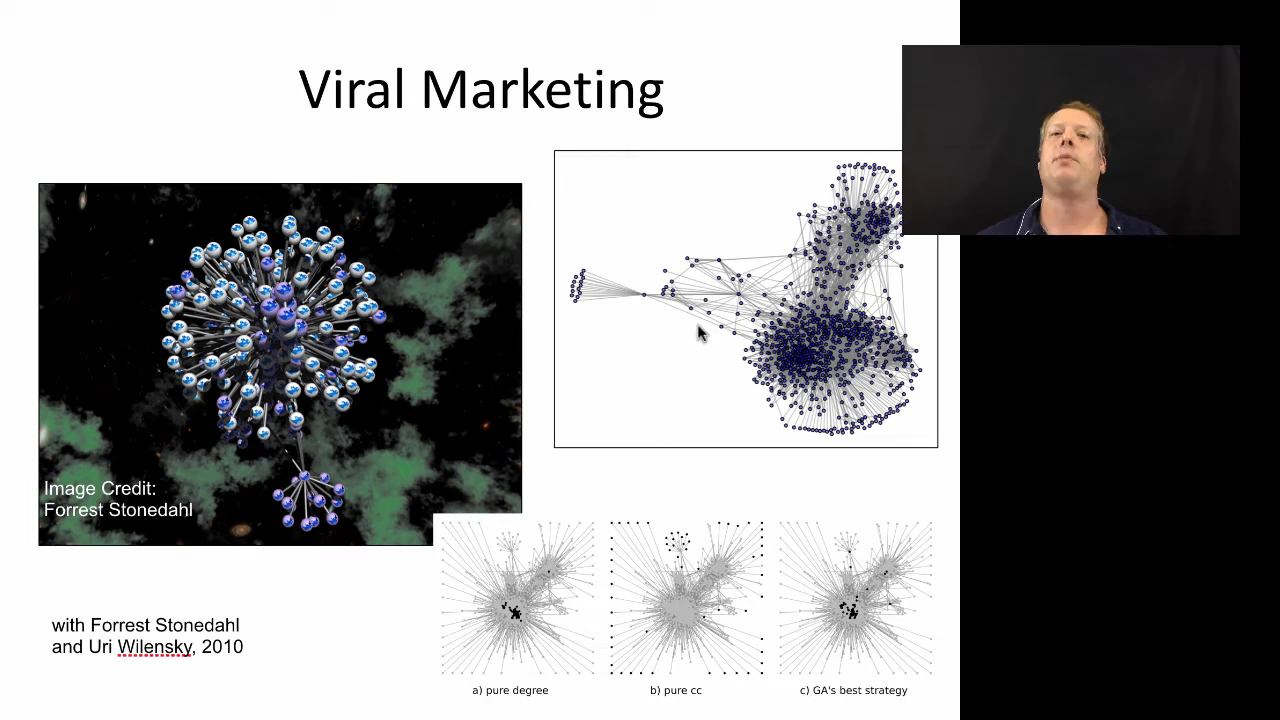 Viral Marketing
Image Credit:
Forrest Stonedahl
with Forrest Stonedahl
and Uri Wilensky, 2010
a) pure degree
b) pure cc
c) GA's best strategy